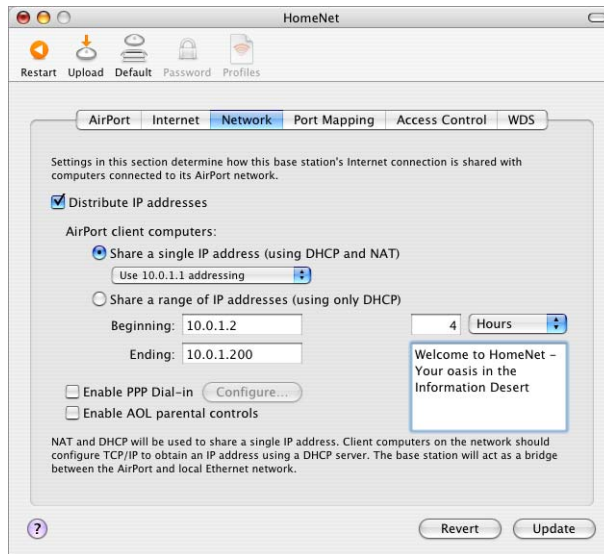 HomeNet
Restart Upload Default Password Profiles
AirPort Internet Network Port Mapping Access Control WDS
Settings in this section determine how this base station's Internet connection is shared with
computers connected to its AirPort network.
Distribute IP addresses
AirPort client computers:
Share a single IP address (using DHCP and NAT)
Use 10.0.1.1 addressing
Share a range of IP addresses (using only DHCP)
Beginning: 10.0.1.2
4 Hours
Ending: 10.0.1.200
Welcome to HomeNet –
Your oasis in the
Information Desert
Enable PPP Dial-in Configure...
Enable AOL parental controls
NAT and DHCP will be used to share a single IP address. Client computers on the network should
configure TCP/IP to obtain an IP address using a DHCP server. The base station will act as a bridge
between the AirPort and local Ethernet network.
? Revert Update